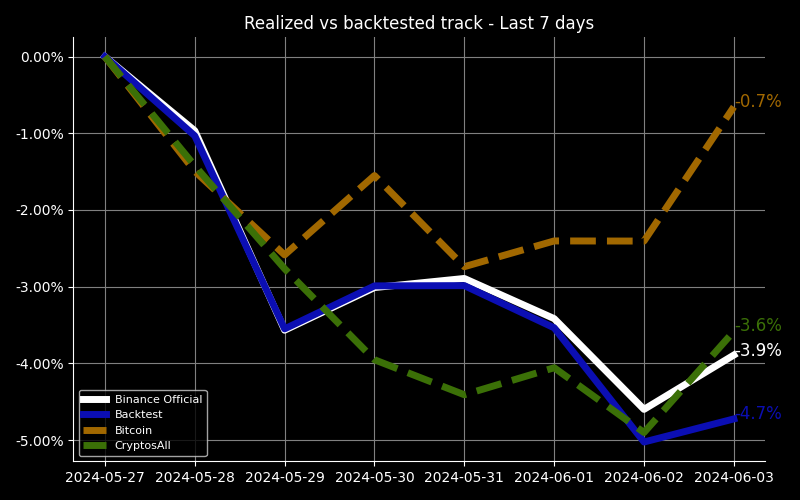 Realized vs backtested track - Last 7 days
0.00%
-1.00%
-2.00%
-3.00%
-4.00%
-5.00%
-0.7%
-3.6%
-3.9%
-4.7%
Binance Official
Backtest
Bitcoin
CryptosAll
2024-05-27 2024-05-28 2024-05-29 2024-05-30 2024-05-31 2024-06-01 2024-06-02 2024-06-03